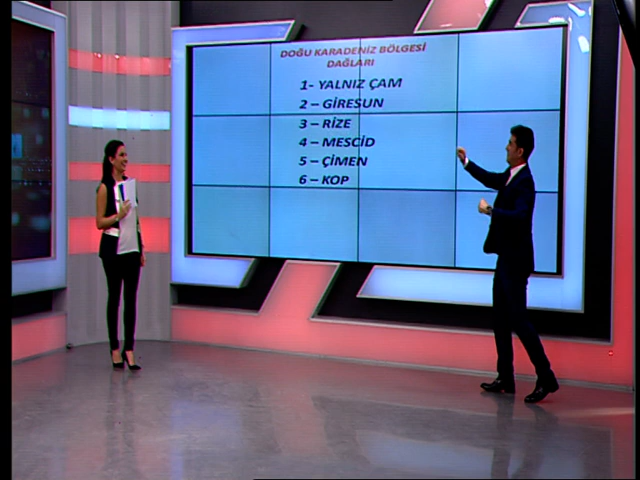 DOĞU KARADENİZ BÖLGESİ
DAĞLARI
1- YALNIZ ÇAM
2 – GİRESUN
3 – RİZE
4 – MESCİD
5 – ÇİMEN
6 – KOP